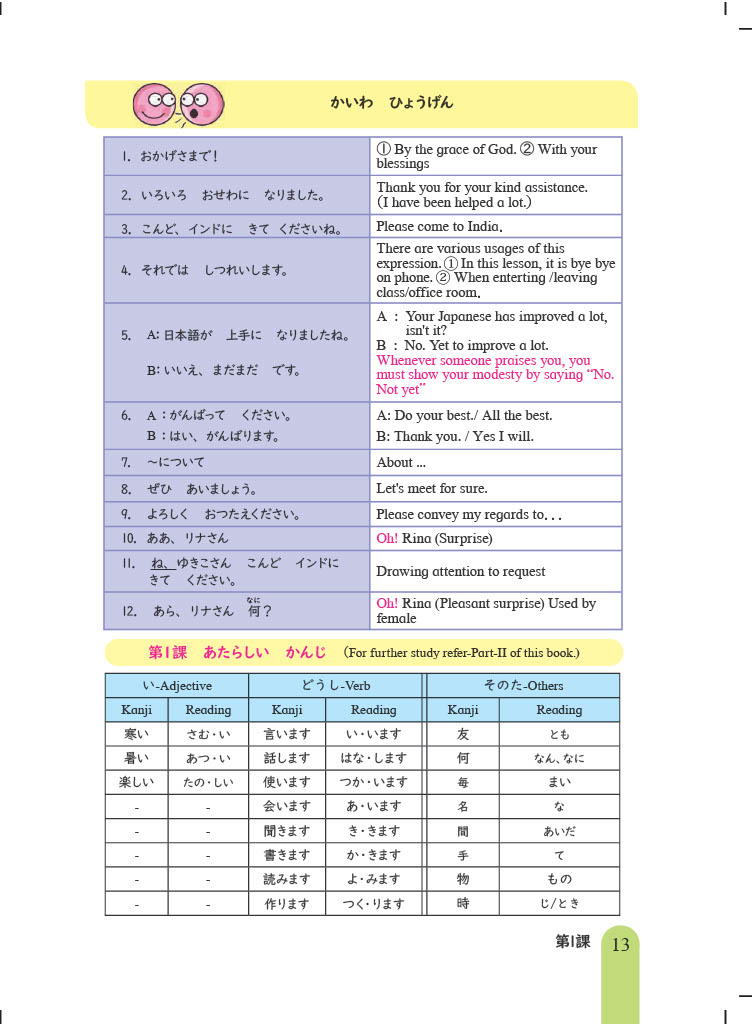 かいわ ひょうげん
1. おかげさまで!
① By the grace of God. ② With your
blessings
2. いろいろ おせわに なりました。
Thank you for your kind assistance.
(I have been helped a lot.)
3. こんど、インドに きて くださいね。
Please come to India.
4. それでは しつれいします。
There are various usages of this
expression. ① In this lesson, it is bye bye
on phone. ② When enterting /leaving
class/office room.
5. A: 日本語が 上手に なりましたね。
B: いいえ、まだまだ です。
A : Your Japanese has improved a lot,
isn't it?
B : No. Yet to improve a lot.
Whenever someone praises you, you
must show your modesty by saying “No.
Not yet”
6. A : がんばって ください。
B : はい、がんばります。
A: Do your best./ All the best.
B: Thank you. / Yes I will.
7. ~について
About ...
8. ぜひ あいましょう。
Let's meet for sure.
9. よろしく おつたえください。
Please convey my regards to...
10. ああ、リナさん
Oh! Rina (Surprise)
11. ね、ゆきこさん こんど インドに
きて ください。
Drawing attention to request
12. あら、リナさん 何?
なに
Oh! Rina (Pleasant surprise) Used by
female
第1課 あたらしい かんじ (For further study refer-Part-II of this book.)
い-Adjective どうし-Verb そのた-Others
Kanji Reading Kanji Reading Kanji Reading
寒い さむ・い 言います い・います 友 とも
暑い あつ・い 話します はな・します 何 なん、なに
楽しい たの・しい 使います つか・います 毎 まい
- - 会います あ・います 名 な
- - 聞きます き・きます 間 あいだ
- - 書きます か・きます 手 て
- - 読みます よ・みます 物 もの
- - 作ります つく・ります 時 じ/とき
第1課 13